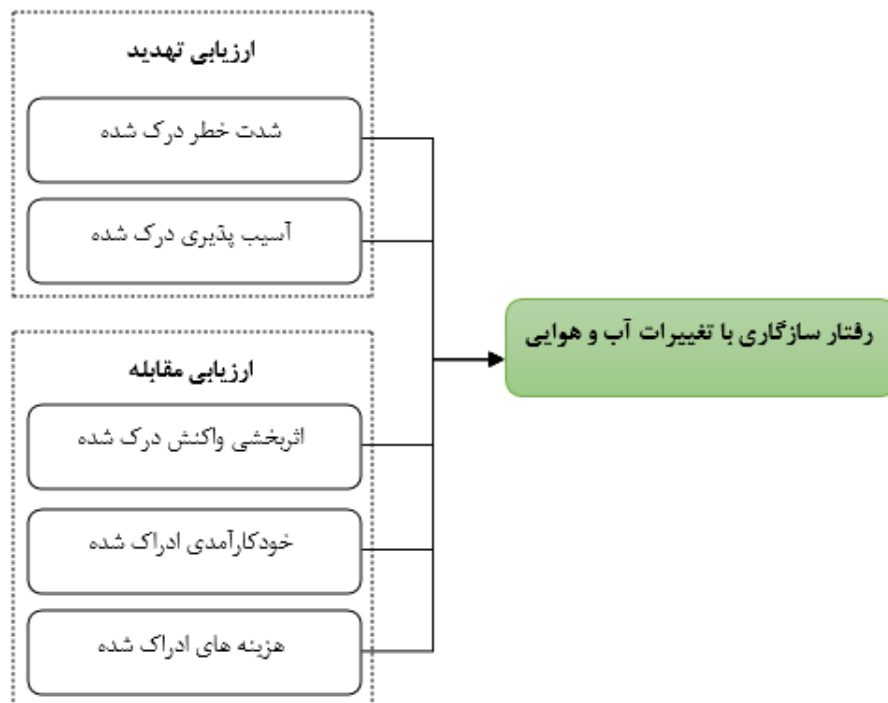 ارزیابی تهدید
شدت خطر درک شده
آسیب پذیری درک شده
ارزیابی مقابله
اثربخشی واکنش درک شده
خودکارآمدی ادراک شده
هزینه های ادراک شده
رفتار سازگاری با تغییرات آب و هوایی